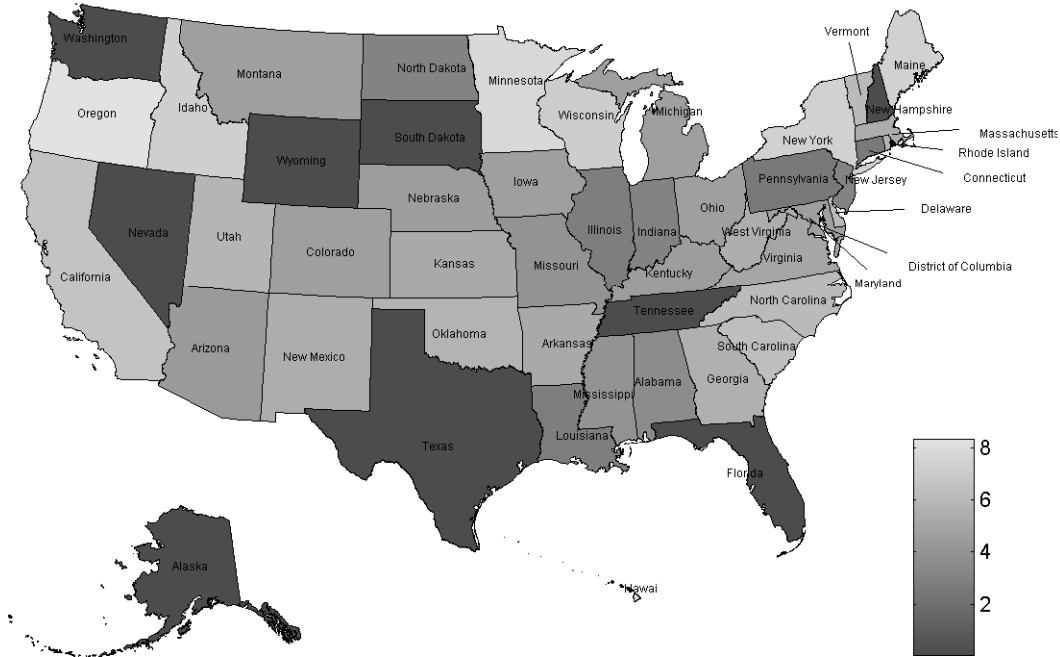 Washington
Montana
North Dakota
Minnesota
Vermont
Maine
Oregon
Idaho
Wisconsin
Michigan
New Hampshire
South Dakota
New York
Massachusetts
Rhode Island
Wyoming
Iowa
Pennsylvania
New Jersey
Connecticut
Nebraska
Ohio
Delaware
Nevada
Utah
Illinois
Indiana
West Virginia
Colorado
Kansas
Missouri
Virginia
District of Columbia
California
Kentucky
Maryland
Tennessee
North Carolina
Oklahoma
Arizona
New Mexico
Arkansas
South Carolina
Georgia
Mississippi
Alabama
Texas
Louisiana
Florida
Alaska
Hawai
8
6
4
2